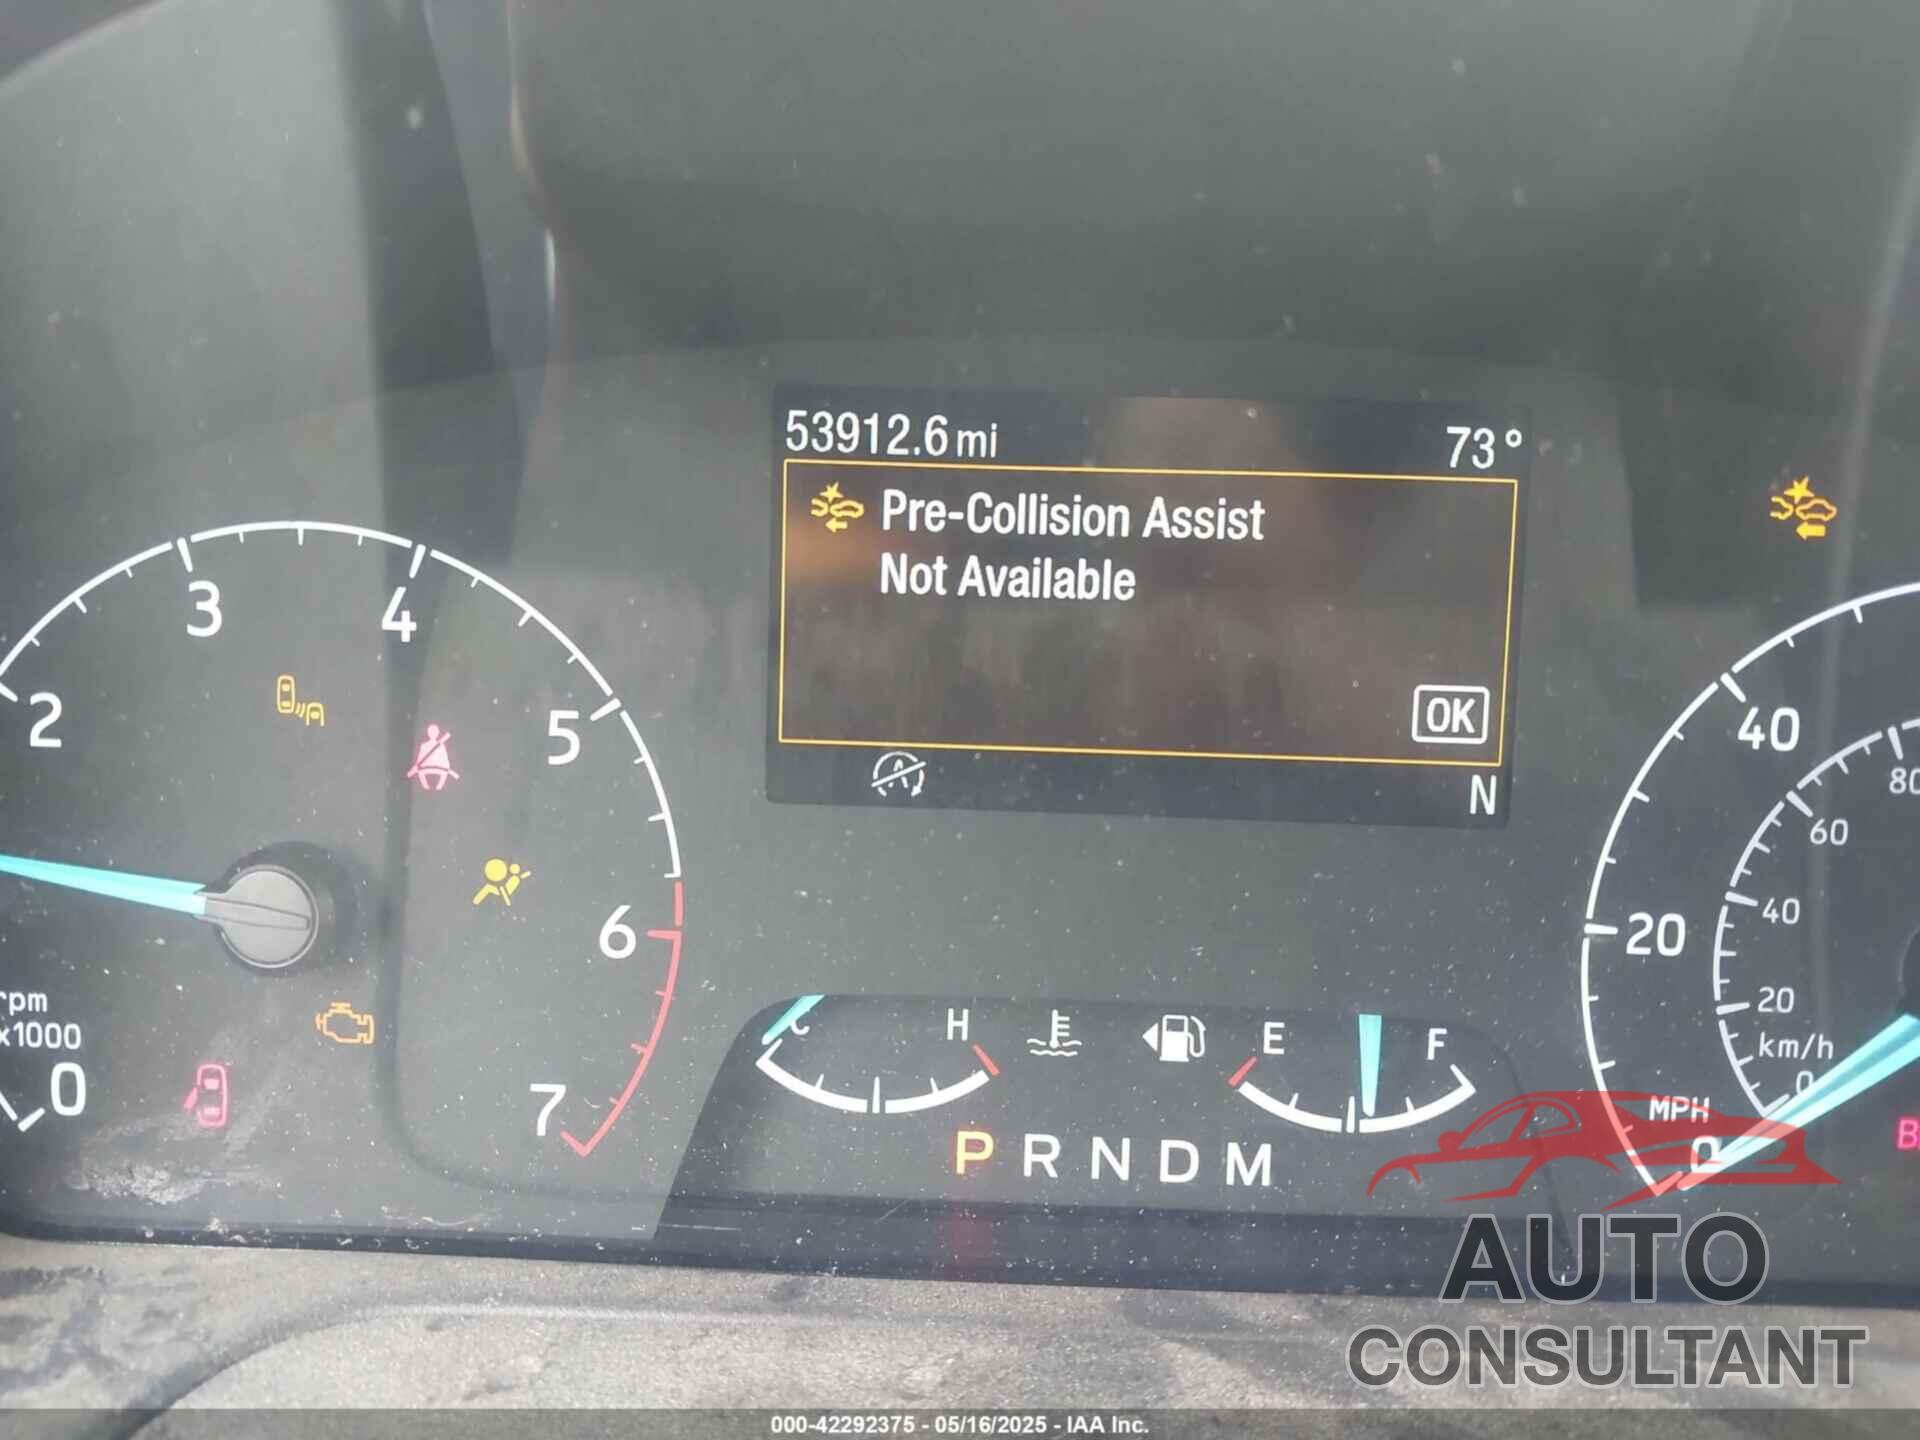 53912.6 mi 73°
Pre-Collision Assist
Not Available
OK
A N
2 3 4 5 6 7
rpm
x1000
0
C H E F
P R N D M
40
20
MPH
0
80
60
40
20
km/h
0
B
AUTO
CONSULTANT
000-42292375 - 05/16/2025 - IAA Inc.